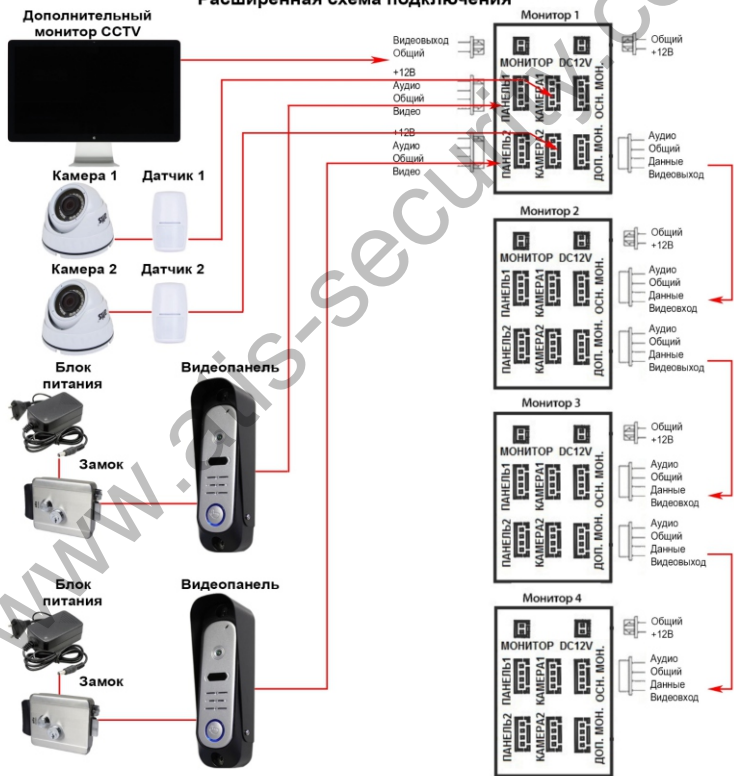 Расширенная схема подключения
Дополнительный
монитор CCTV
Камера 1
Датчик 1
Камера 2
Датчик 2
Блок
питания
Видеопанель
Замок
Блок
питания
Видеопанель
Замок
Монитор 1
Видеовыход
Общий
+12В
Аудио
Общий
Видео
+12В
Аудио
Общий
Видео
МОНИТОР DC12V
ПАНЕЛЬ1
КАМЕРА1
ОСН. МОН.
ПАНЕЛЬ2
КАМЕРА2
ДОП. МОН.
Общий
+12В
Аудио
Общий
Данные
Видеовыход
Монитор 2
МОНИТОР DC12V
ПАНЕЛЬ1
КАМЕРА1
ОСН. МОН.
ПАНЕЛЬ2
КАМЕРА2
ДОП. МОН.
Общий
+12В
Аудио
Общий
Данные
Видеовход
Аудио
Общий
Данные
Видеовыход
Монитор 3
МОНИТОР DC12V
ПАНЕЛЬ1
КАМЕРА1
ОСН. МОН.
ПАНЕЛЬ2
КАМЕРА2
ДОП. МОН.
Общий
+12В
Аудио
Общий
Данные
Видеовход
Аудио
Общий
Данные
Видеовыход
Монитор 4
МОНИТОР DC12V
ПАНЕЛЬ1
КАМЕРА1
ОСН. МОН.
ПАНЕЛЬ2
КАМЕРА2
ДОП. МОН.
Общий
+12В
Аудио
Общий
Данные
Видеовход
www.atis-security.co